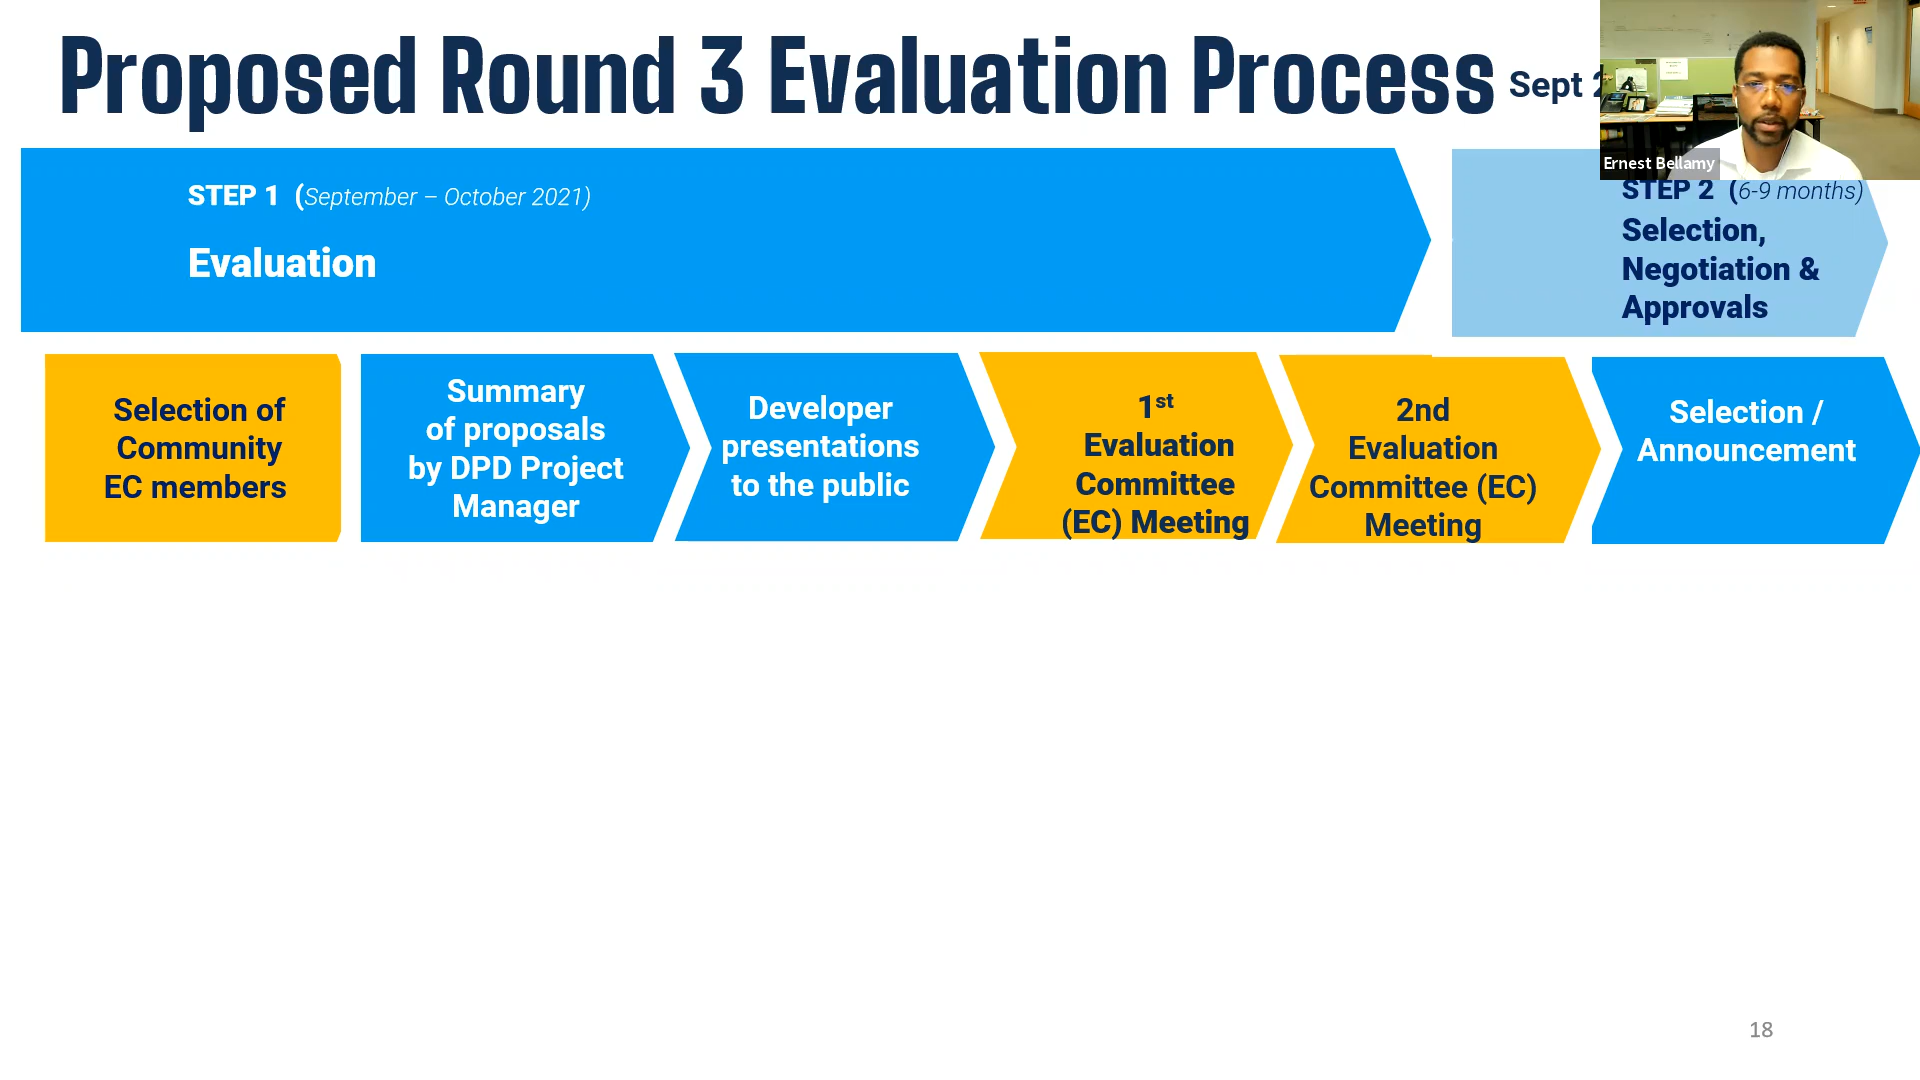 Proposed Round 3 Evaluation Process Sept
Ernest Bellamy
STEP 1 (September – October 2021)
Evaluation
STEP 2 (6-9 months)
Selection,
Negotiation &
Approvals
Selection of
Community
EC members
Summary
of proposals
by DPD Project
Manager
Developer
presentations
to the public
1st
Evaluation
Committee
(EC) Meeting
2nd
Evaluation
Committee (EC)
Meeting
Selection /
Announcement
18